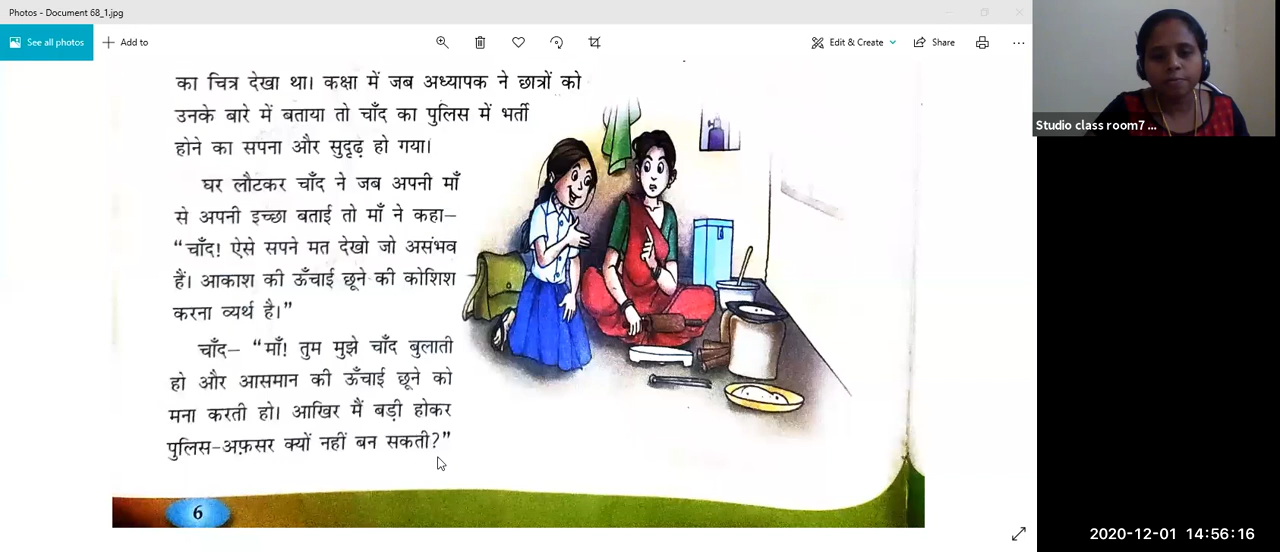 Photos - Document 68_1.jpg
See all photos
Add to
Edit & Create
Share
का चित्र देखा था। कक्षा में जब अध्यापक ने छात्रों को
उनके बारे में बताया तो चाँद का पुलिस में भर्ती
होने का सपना और सुदृढ़ हो गया।
घर लौटकर चाँद ने जब अपनी माँ
से अपनी इच्छा बताई तो माँ ने कहा–
“चाँद! ऐसे सपने मत देखो जो असंभव
हैं। आकाश की ऊँचाई छूने की कोशिश
करना व्यर्थ है।”
चाँद– “माँ! तुम मुझे चाँद बुलाती
हो और आसमान की ऊँचाई छूने को
मना करती हो। आखिर मैं बड़ी होकर
पुलिस-अफ़सर क्यों नहीं बन सकती?”
6
Studio class room7 ...
2020-12-01 14:56:16